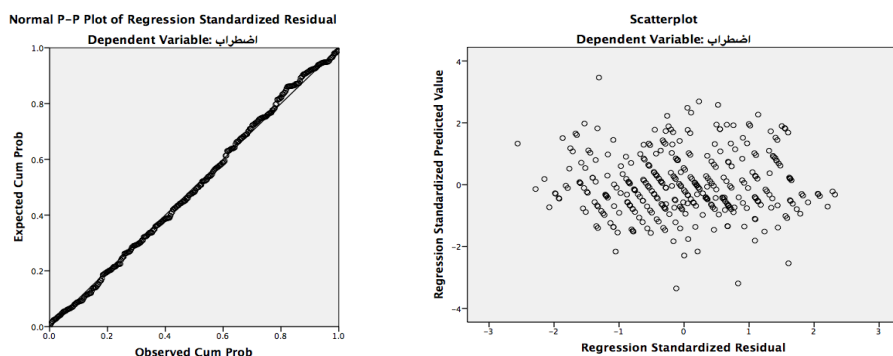 Normal P-P Plot of Regression Standardized Residual
Dependent Variable: اضطراب
Expected Cum Prob
1.0
0.8
0.6
0.4
0.2
0.0
0.0 0.2 0.4 0.6 0.8 1.0
Observed Cum Prob
Scatterplot
Dependent Variable: اضطراب
Regression Standardized Predicted Value
4
2
0
−2
−4
−3 −2 −1 0 1 2 3
Regression Standardized Residual